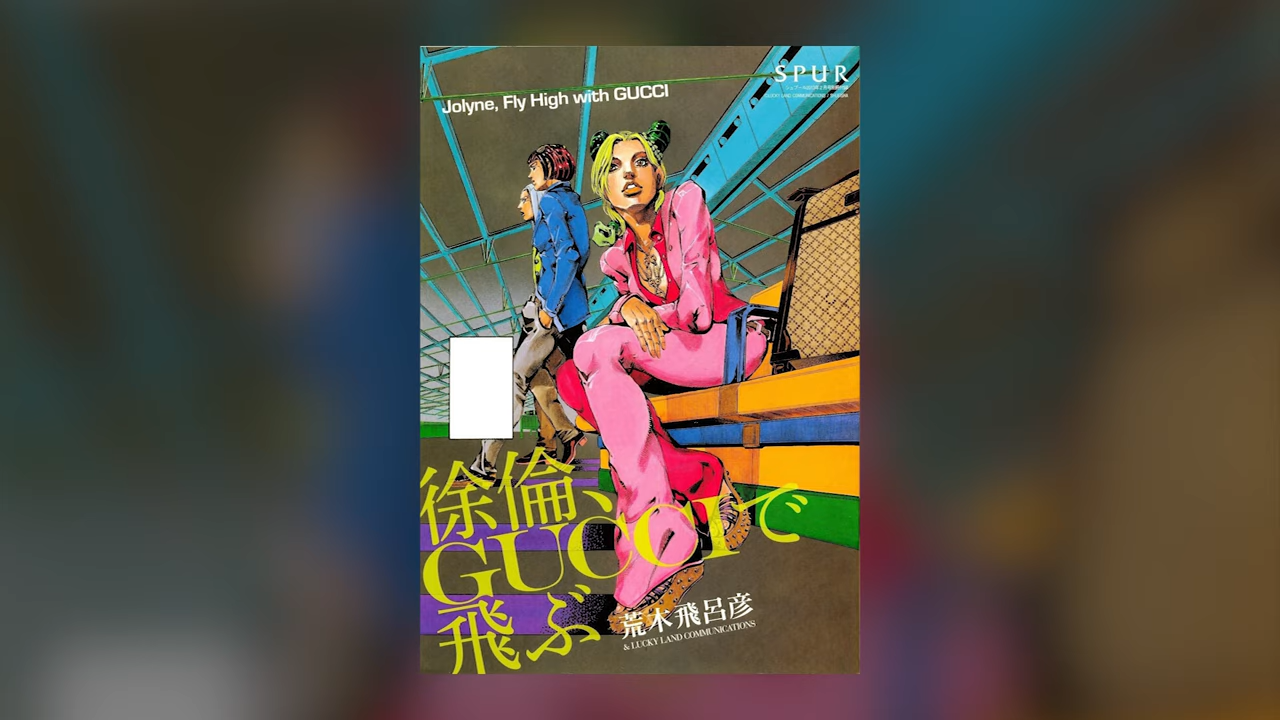 SPUR
Jolyne, Fly High with GUCCI
徐倫、
GUCCIで
飛ぶ
荒木飛呂彦
& LUCKY LAND COMMUNICATIONS